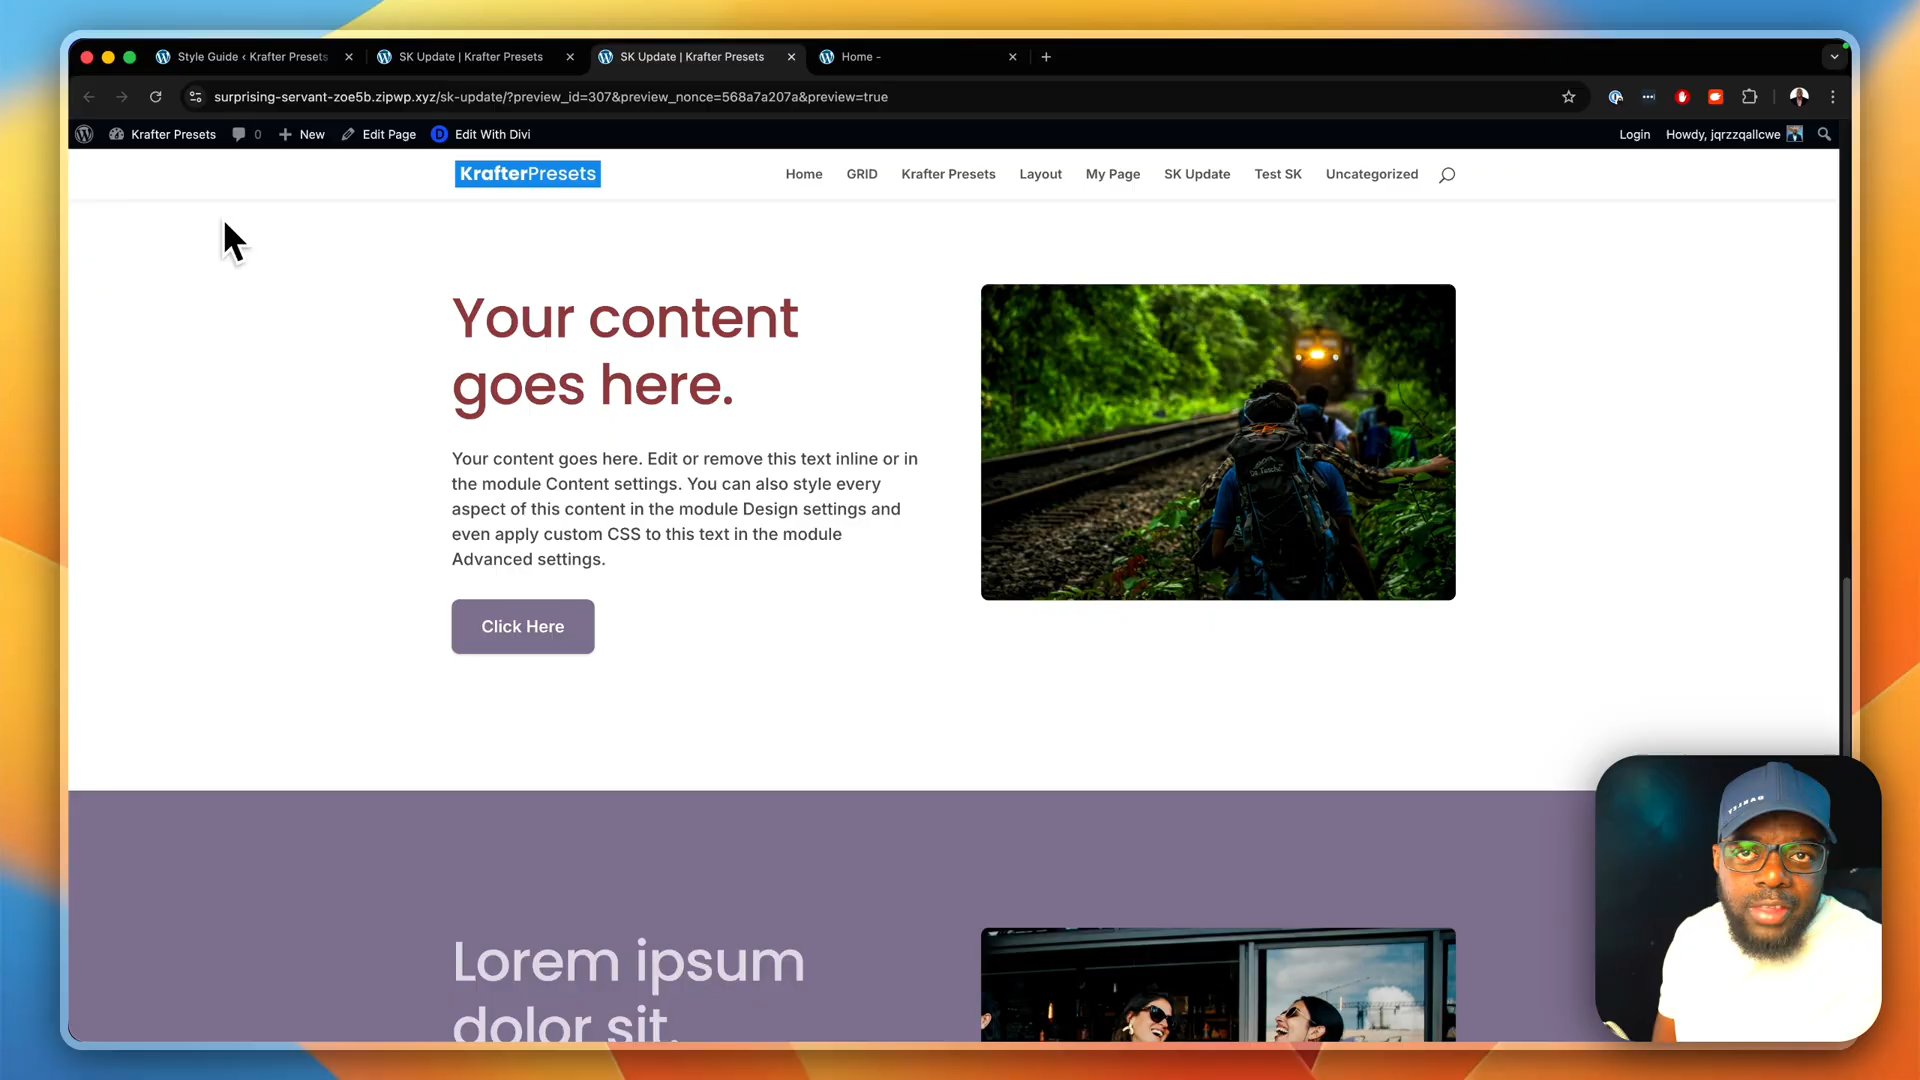 Style Guide ‹ Krafter Presets
SK Update | Krafter Presets
SK Update | Krafter Presets
Home -
surprising-servant-zoe5b.zipwp.xyz/sk-update/?preview_id=307&preview_nonce=568a7a207a&preview=true
Krafter Presets 0 New Edit Page D Edit With Divi Login Howdy, jqrzzqallcwe
KrafterPresets
Home GRID Krafter Presets Layout My Page SK Update Test SK Uncategorized
Your content
goes here.
Your content goes here. Edit or remove this text inline or in
the module Content settings. You can also style every
aspect of this content in the module Design settings and
even apply custom CSS to this text in the module
Advanced settings.
Click Here
Lorem ipsum
dolor sit.